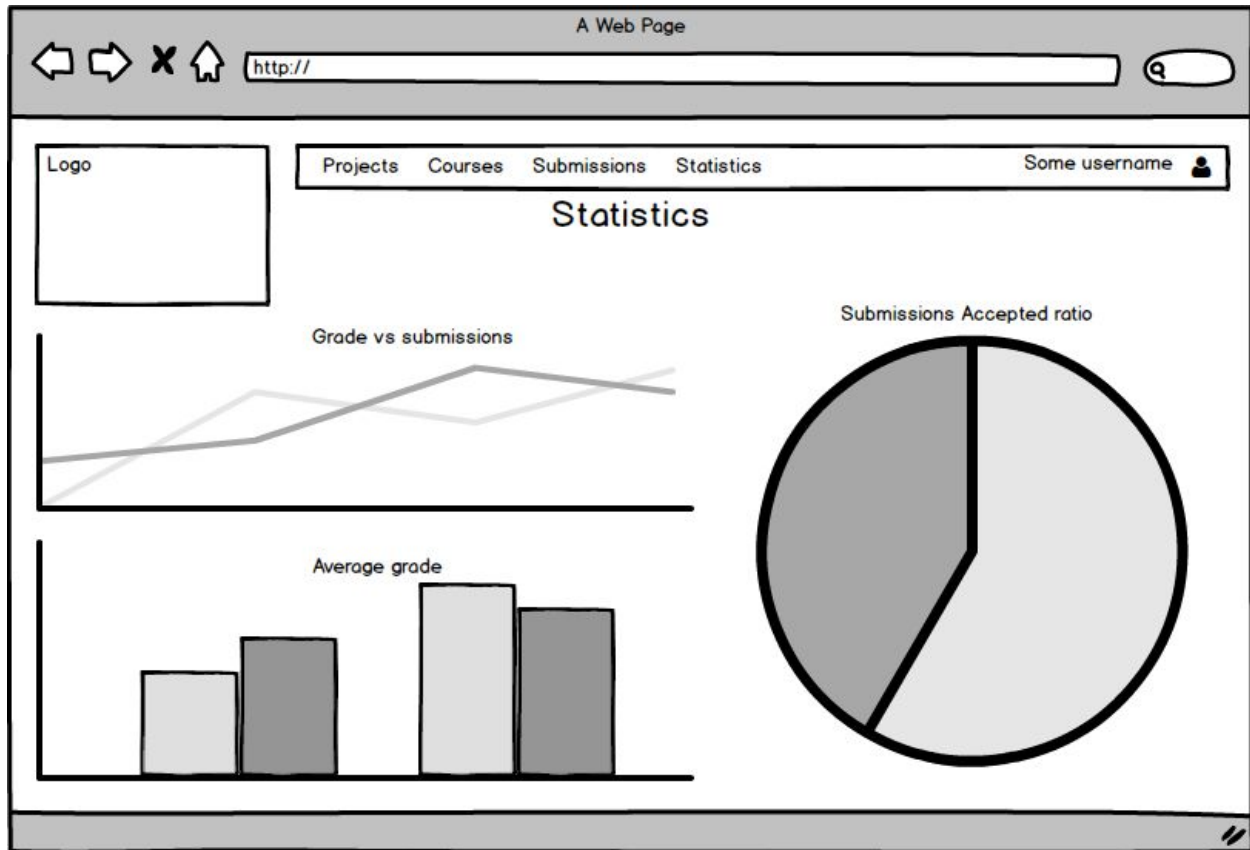 A Web Page
http://
Logo
Projects Courses Submissions Statistics Some username
Statistics
Grade vs submissions
Submissions Accepted ratio
Average grade